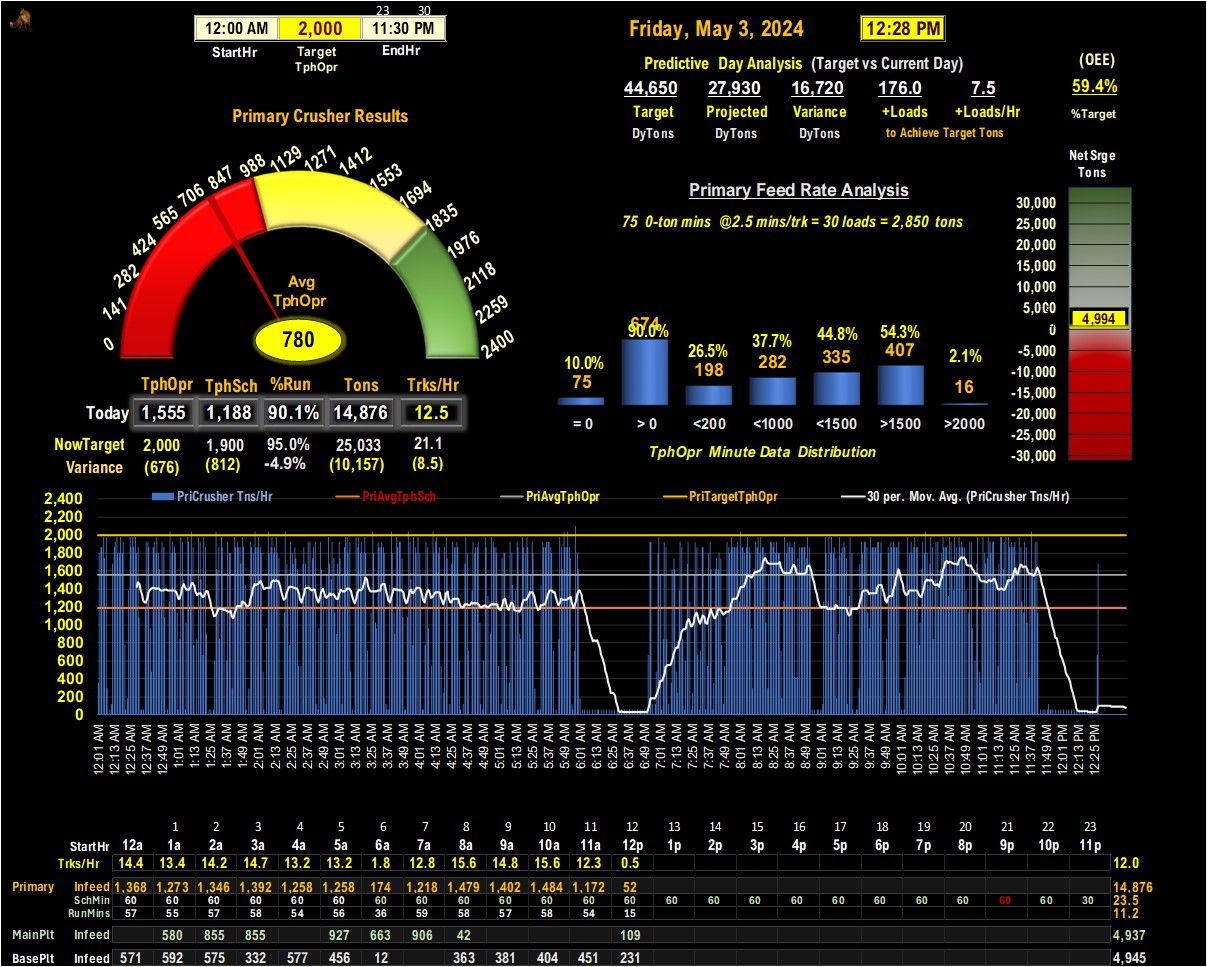 23 30
12:00 AM 2,000 11:30 PM
StartHr Target TphOpr EndHr
Friday, May 3, 2024 12:28 PM
Predictive Day Analysis (Target vs Current Day)
44,650 27,930 16,720 176.0 7.5
Target Projected Variance +Loads +Loads/Hr
DyTons DyTons DyTons to Achieve Target Tons
(OEE)
59.4%
%Target
Primary Crusher Results
0 141 282 424 565 706 847 988 1129 1271 1412 1553 1694 1835 1976 2118 2259 2400
Avg
TphOpr
780
TphOpr TphSch %Run Tons Trks/Hr
Today 1,555 1,188 90.1% 14,876 12.5
NowTarget 2,000 1,900 95.0% 25,033 21.1
Variance (676) (812) -4.9% (10,157) (8.5)
Primary Feed Rate Analysis
75 0-ton mins @2.5 mins/trk = 30 loads = 2,850 tons
10.0% 90.0% 26.5% 37.7% 44.8% 54.3% 2.1%
75 674 198 282 335 407 16
= 0 > 0 <200 <1000 <1500 >1500 >2000
TphOpr Minute Data Distribution
Net Srge
Tons
30,000
25,000
20,000
15,000
10,000
5,000
4,994
0
-5,000
-10,000
-15,000
-20,000
-25,000
-30,000
PriCrusher Tns/Hr PriAvgTphSch PriAvgTphOpr PriTargetTphOpr 30 per. Mov. Avg. (PriCrusher Tns/Hr)
2,400
2,200
2,000
1,800
1,600
1,400
1,200
1,000
800
600
400
200
0
12:01 AM 12:13 AM 12:25 AM 12:37 AM 12:49 AM 1:01 AM 1:13 AM 1:25 AM 1:37 AM 1:49 AM 2:01 AM 2:13 AM 2:25 AM 2:37 AM 2:49 AM 3:01 AM 3:13 AM 3:25 AM 3:37 AM 3:49 AM 4:01 AM 4:13 AM 4:25 AM 4:37 AM 4:49 AM 5:01 AM 5:13 AM 5:25 AM 5:37 AM 5:49 AM 6:01 AM 6:13 AM 6:25 AM 6:37 AM 6:49 AM 7:01 AM 7:13 AM 7:25 AM 7:37 AM 7:49 AM 8:01 AM 8:13 AM 8:25 AM 8:37 AM 8:49 AM 9:01 AM 9:13 AM 9:25 AM 9:37 AM 9:49 AM 10:01 AM 10:13 AM 10:25 AM 10:37 AM 10:49 AM 11:01 AM 11:13 AM 11:25 AM 11:37 AM 11:49 AM 12:01 PM 12:13 PM 12:25 PM
1 2 3 4 5 6 7 8 9 10 11 12 13 14 15 16 17 18 19 20 21 22 23
StartHr 12a 1a 2a 3a 4a 5a 6a 7a 8a 9a 10a 11a 12p 1p 2p 3p 4p 5p 6p 7p 8p 9p 10p 11p
Trks/Hr 14.4 13.4 14.2 14.7 13.2 13.2 1.8 12.8 15.6 14.8 15.6 12.3 0.5 12.0
Primary Infeed 1,368 1,273 1,346 1,392 1,258 1,258 174 1,218 1,479 1,402 1,484 1,172 52 14,876
SchMin 60 60 60 60 60 60 60 60 60 60 60 60 60 60 60 60 60 60 60 60 60 60 60 30 23.5
RunMins 57 55 57 58 54 56 36 59 58 57 58 54 15 11.2
MainPlt Infeed 580 855 855 927 663 906 42 109 4,937
BasePlt Infeed 571 592 575 332 577 456 12 363 381 404 451 231 4,945